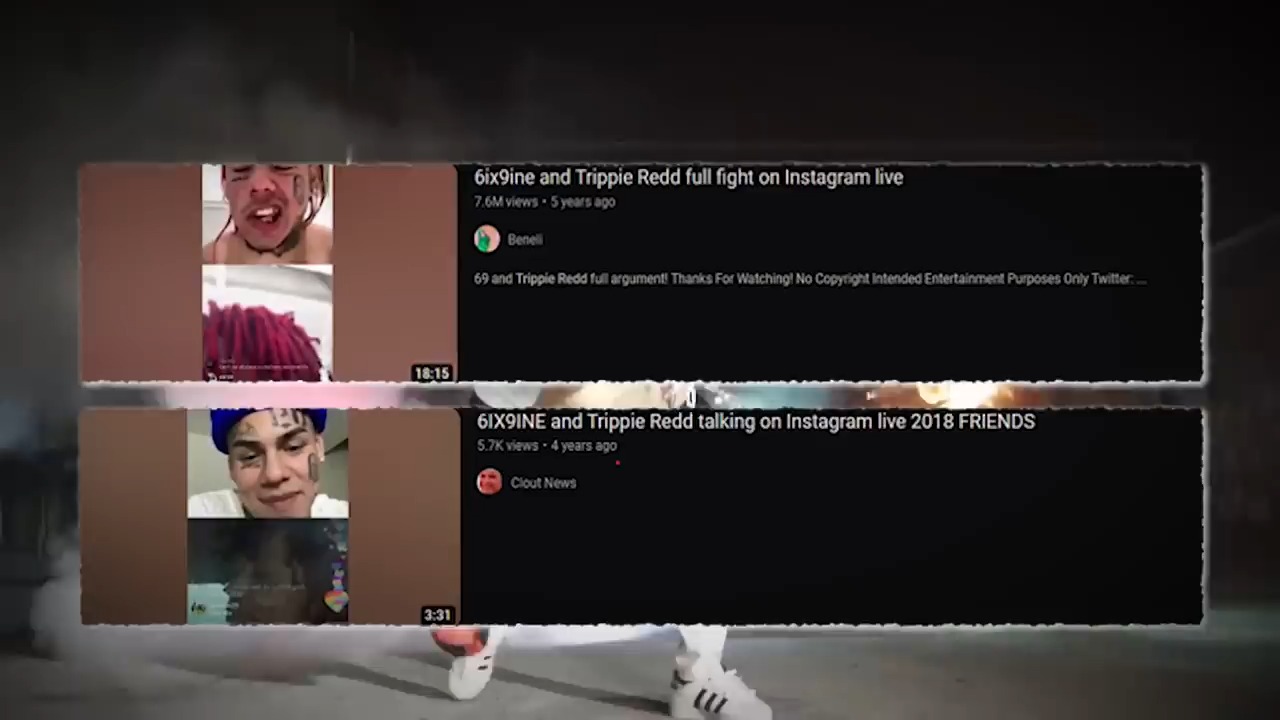 6ix9ine and Trippie Redd full fight on Instagram live
7.6M views • 5 years ago
Beneli
69 and Trippie Redd full argument! Thanks For Watching! No Copyright Intended Entertainment Purposes Only Twitter: ...
18:15
6IX9INE and Trippie Redd talking on Instagram live 2018 FRIENDS
5.7K views • 4 years ago
Clout News
3:31